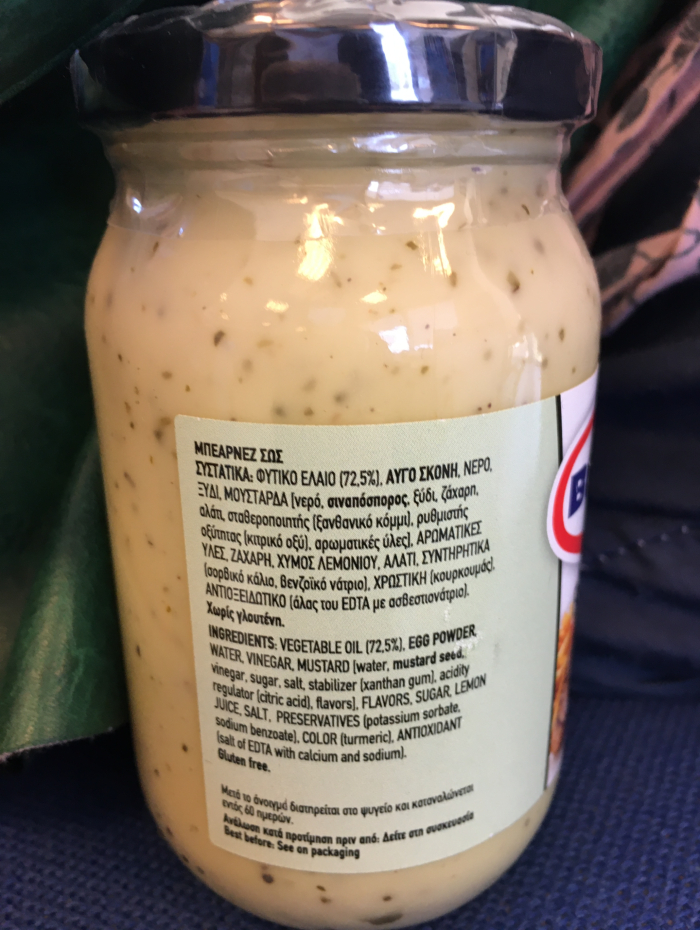 ΜΠΕΑΡΝΕΖ ΣΩΣ
ΣΥΣΤΑΤΙΚΑ: ΦΥΤΙΚΟ ΕΛΑΙΟ (72,5%), ΑΥΓΟ ΣΚΟΝΗ, ΝΕΡΟ,
ΞΥΔΙ, ΜΟΥΣΤΑΡΔΑ [νερό, σιναπόσπορος, ξύδι, ζάχαρη,
αλάτι, σταθεροποιητής (ξανθανικό κόμμι), ρυθμιστής
οξύτητας (κιτρικό οξύ), αρωματικές ύλες], ΑΡΩΜΑΤΙΚΕΣ
ΥΛΕΣ, ΖΑΧΑΡΗ, ΧΥΜΟΣ ΛΕΜΟΝΙΟΥ, ΑΛΑΤΙ, ΣΥΝΤΗΡΗΤΙΚΑ
(σορβικό κάλιο, βενζοϊκό νάτριο), ΧΡΩΣΤΙΚΗ (κουρκουμάς),
ΑΝΤΙΟΞΕΙΔΩΤΙΚΟ (άλας του EDTA με ασβεστιονάτριο).
Χωρίς γλουτένη.
INGREDIENTS: VEGETABLE OIL (72,5%), EGG POWDER,
WATER, VINEGAR, MUSTARD [water, mustard seed,
vinegar, sugar, salt, stabilizer (xanthan gum), acidity
regulator (citric acid), flavors], FLAVORS, SUGAR, LEMON
JUICE, SALT, PRESERVATIVES (potassium sorbate,
sodium benzoate), COLOR (turmeric), ANTIOXIDANT
(salt of EDTA with calcium and sodium).
Gluten free.
Μετά το άνοιγμα διατηρείται στο ψυγείο και καταναλώνεται
εντός 60 ημερών.
Ανάλωση κατά προτίμηση πριν από: Δείτε στη συσκευασία
Best before: See on packaging